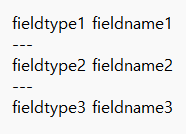 fieldtype1 fieldname1
---
fieldtype2 fieldname2
---
fieldtype3 fieldname3